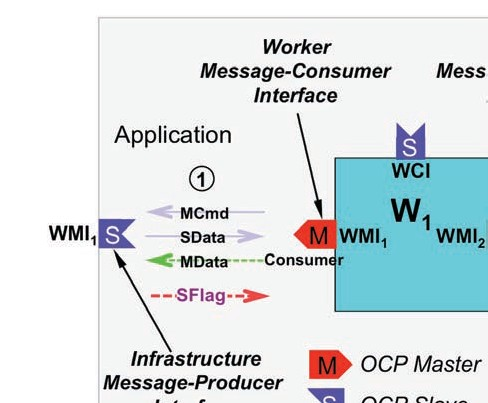 Worker
Message-Consumer
Interface
Application
1
MCmd
SData
MData
SFlag
WMI1
S
M
WMI1
Consumer
S
WCI
W1
WMI2
Infrastructure
Message-Producer
M
OCP Master
S
OCP Slave